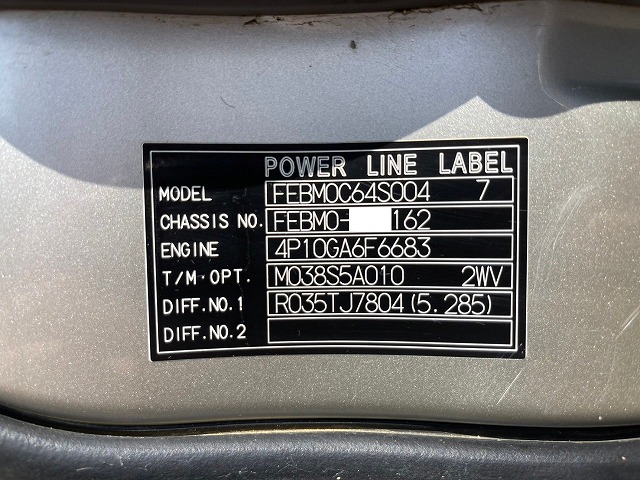 POWER LINE LABEL
MODEL FEBM0C64S004 7
CHASSIS NO. FEBM0- 162
ENGINE 4P10GA6F6683
T/M·OPT. M038S5A010 2WV
DIFF.NO.1 R035TJ7804 (5.285)
DIFF.NO.2